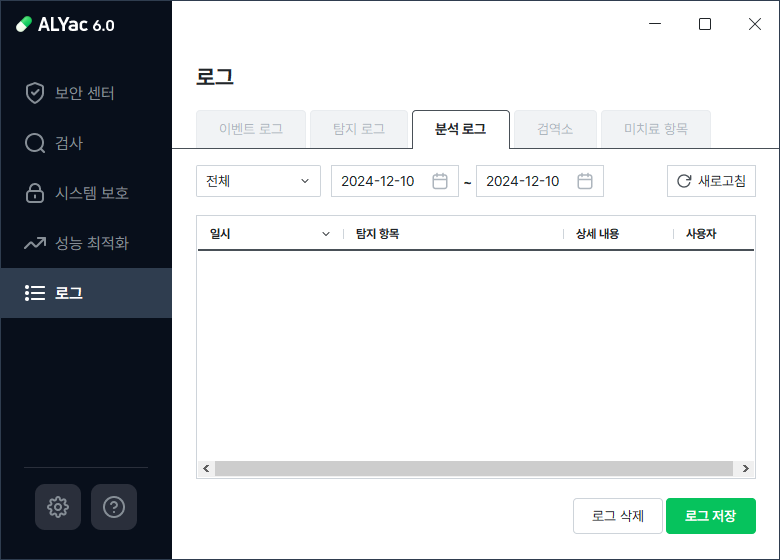 ALYac 6.0
보안 센터
검사
시스템 보호
성능 최적화
로그
로그
이벤트 로그
탐지 로그
분석 로그
검역소
미치료 항목
전체
2024-12-10 ~ 2024-12-10
새로고침
일시
탐지 항목
상세 내용
사용자
로그 삭제
로그 저장